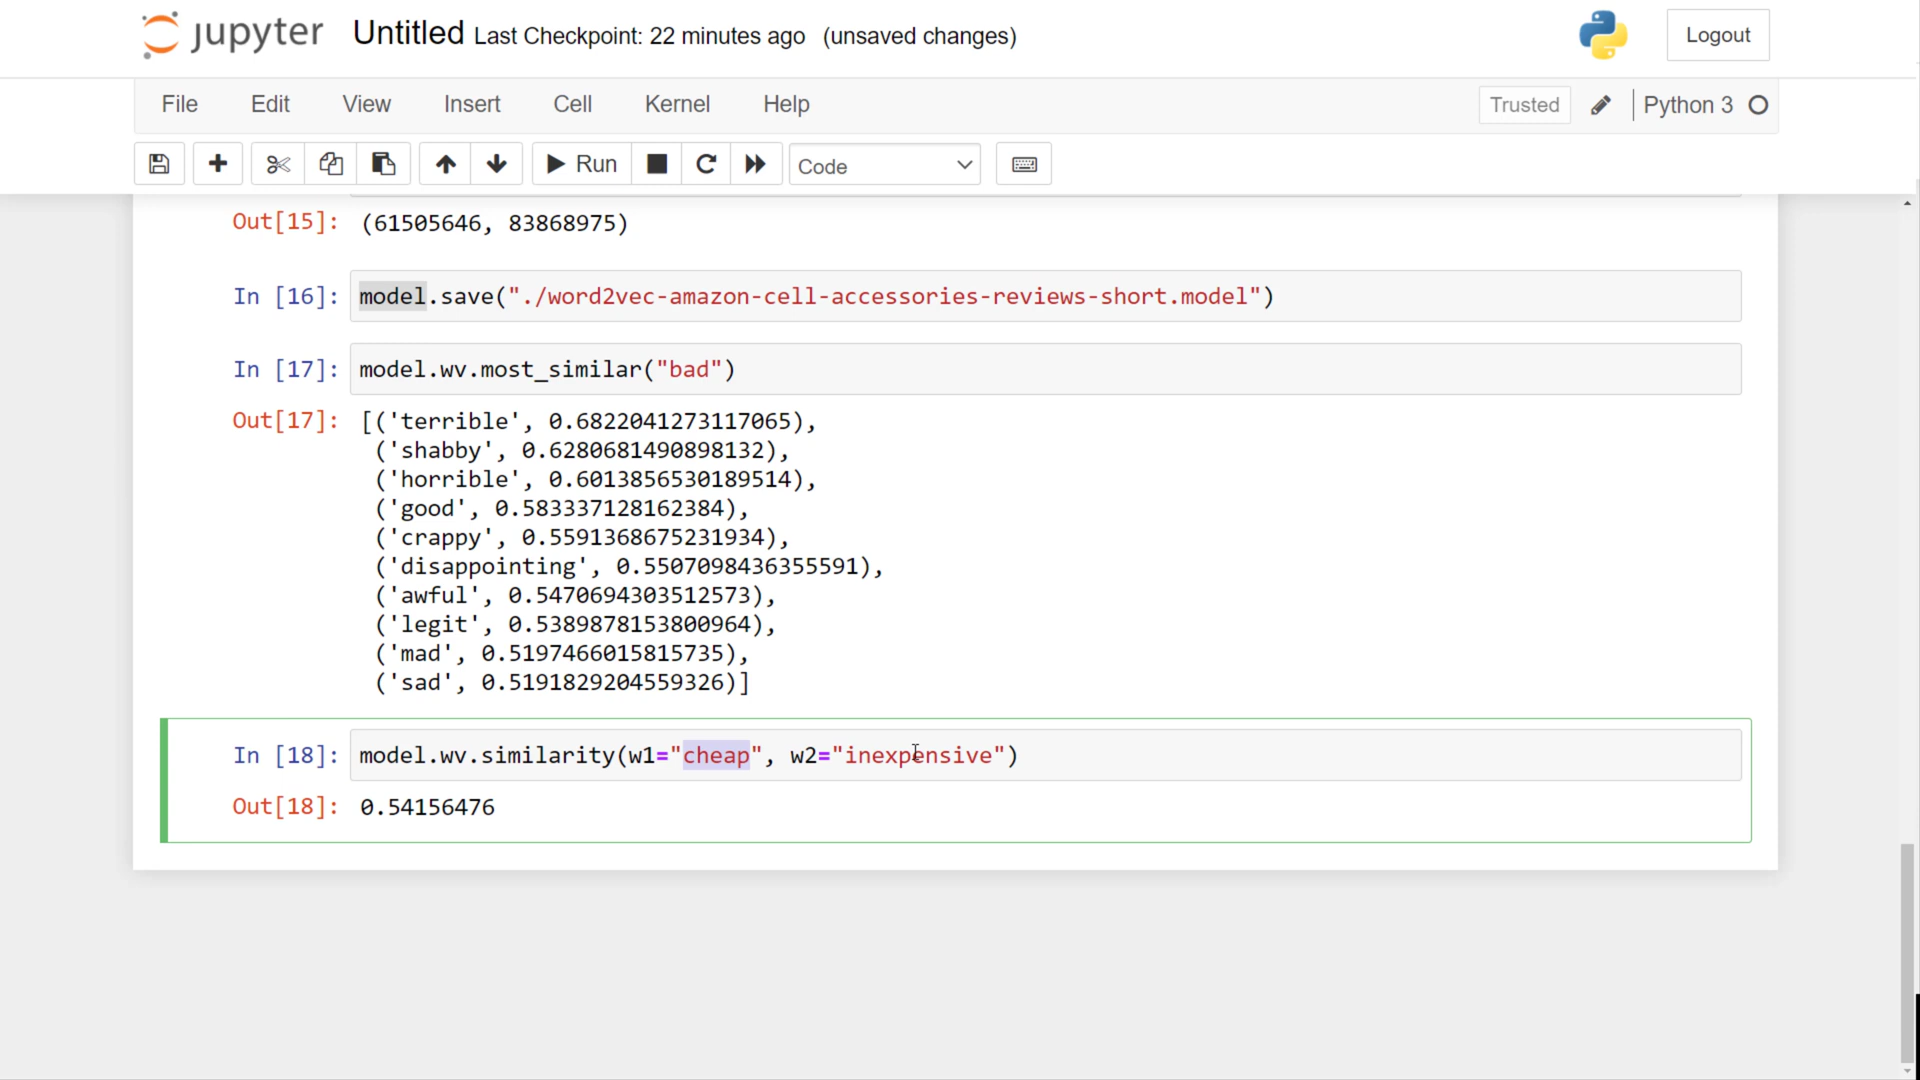 jupyter Untitled Last Checkpoint: 22 minutes ago (unsaved changes) Logout
File Edit View Insert Cell Kernel Help Trusted Python 3
Run Code
Out[15]: (61505646, 83868975)
In [16]: model.save("./word2vec-amazon-cell-accessories-reviews-short.model")
In [17]: model.wv.most_similar("bad")
Out[17]: [('terrible', 0.6822041273117065),
('shabby', 0.6280681490898132),
('horrible', 0.6013856530189514),
('good', 0.583337128162384),
('crappy', 0.5591368675231934),
('disappointing', 0.5507098436355591),
('awful', 0.5470694303512573),
('legit', 0.5389878153800964),
('mad', 0.5197466015815735),
('sad', 0.5191829204559326)]
In [18]: model.wv.similarity(w1="cheap", w2="inexpensive")
Out[18]: 0.54156476